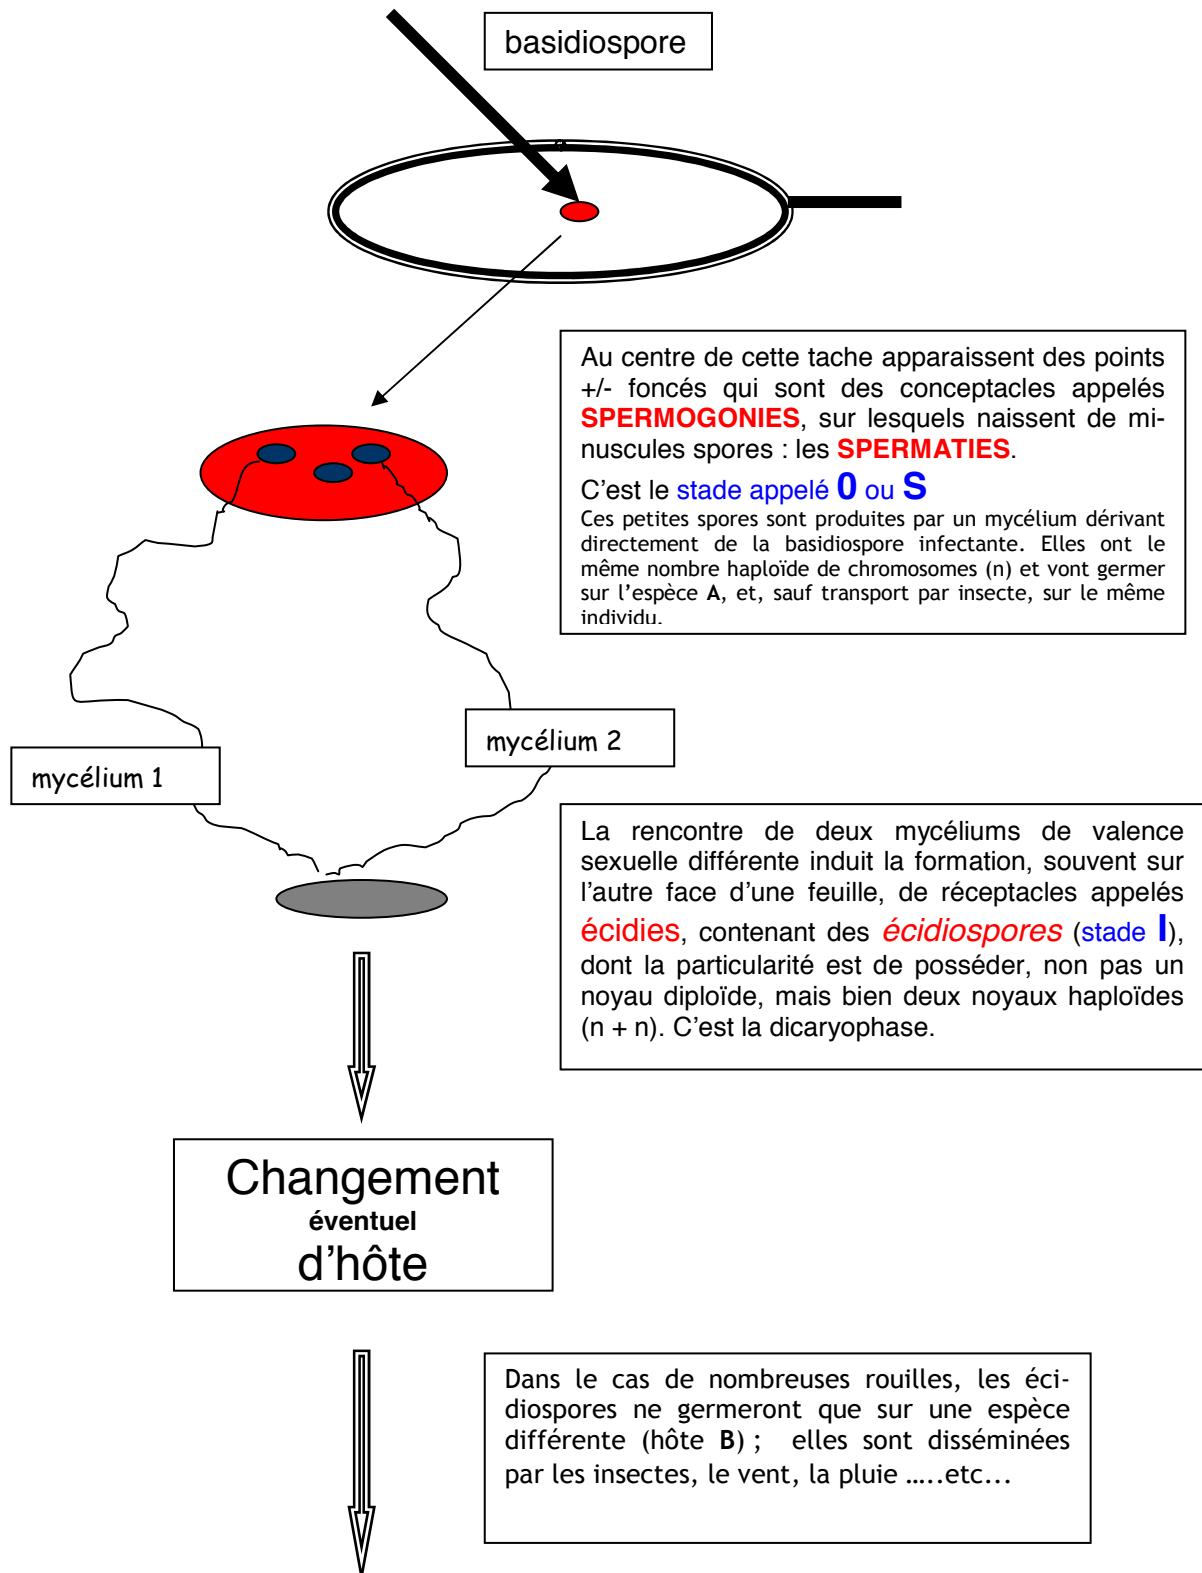 basidiospore
Au centre de cette tache apparaissent des points
+/- foncés qui sont des conceptacles appelés
SPERMOGONIES, sur lesquels naissent de mi-
nuscules spores : les SPERMATIES.
C'est le stade appelé 0 ou S
Ces petites spores sont produites par un mycélium dérivant
directement de la basidiospore infectante. Elles ont le
même nombre haploïde de chromosomes (n) et vont germer
sur l'espèce A, et, sauf transport par insecte, sur le même
individu.
mycélium 2
mycélium 1
La rencontre de deux mycéliums de valence
sexuelle différente induit la formation, souvent sur
l'autre face d'une feuille, de réceptacles appelés
écidies, contenant des écidiospores (stade I),
dont la particularité est de posséder, non pas un
noyau diploïde, mais bien deux noyaux haploïdes
(n + n). C'est la dicaryophase.
Changement
éventuel
d'hôte
Dans le cas de nombreuses rouilles, les éci-
diospores ne germeront que sur une espèce
différente (hôte B) ; elles sont disséminées
par les insectes, le vent, la pluie …..etc...